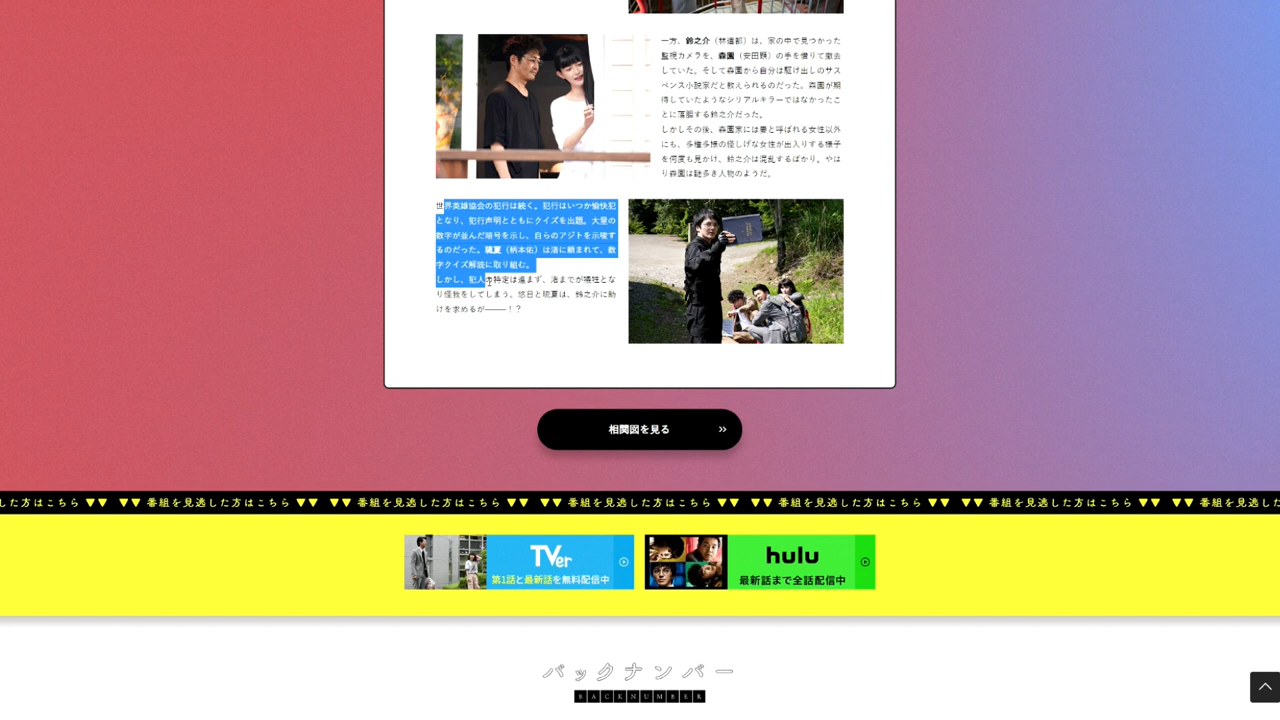 一方、鈴之介（林遣都）は、家の中で見つかった
監視カメラを、森園（安田顕）の手を借りて撤去
していた。そして森園から自分は駆け出しのサス
ペンス小説家だと教えられるのだった。森園が期
待していたようなシリアルキラーではなかったこ
とに落胆する鈴之介だった。
しかしその後、森園家には妻と呼ばれる女性以外
にも、多種多様の怪しげな女性が出入りする様子
を何度も見かけ、鈴之介は混乱するばかり。やは
り森園は謎多き人物のようだ。
世界英雄協会の犯行は続く。犯行はいつか愉快犯
となり、犯行声明とともにクイズを出題。大量の
数字が並んだ暗号を示し、自らのアジトを示唆す
るのだった。琉夏（柄本佑）は渚に頼まれて、数
字クイズ解読に取り組む。
しかし、犯人の特定は進まず、渚までが犠牲とな
り怪我をしてしまう。悠日と琉夏は、鈴之介に助
けを求めるが———！？
相関図を見る
した方はこちら ▼▼ ▼▼ 番組を見逃した方はこちら ▼▼ ▼▼ 番組を見逃した方はこちら ▼▼ ▼▼ 番組を見逃した方はこちら ▼▼ ▼▼ 番組を見逃した方はこちら ▼▼ ▼▼ 番組を見逃した方はこちら ▼▼ ▼▼ 番組を見逃した
TVer
第1話と最新話を無料配信中
hulu
最新話まで全話配信中
バックナンバー
BACKNUMBER